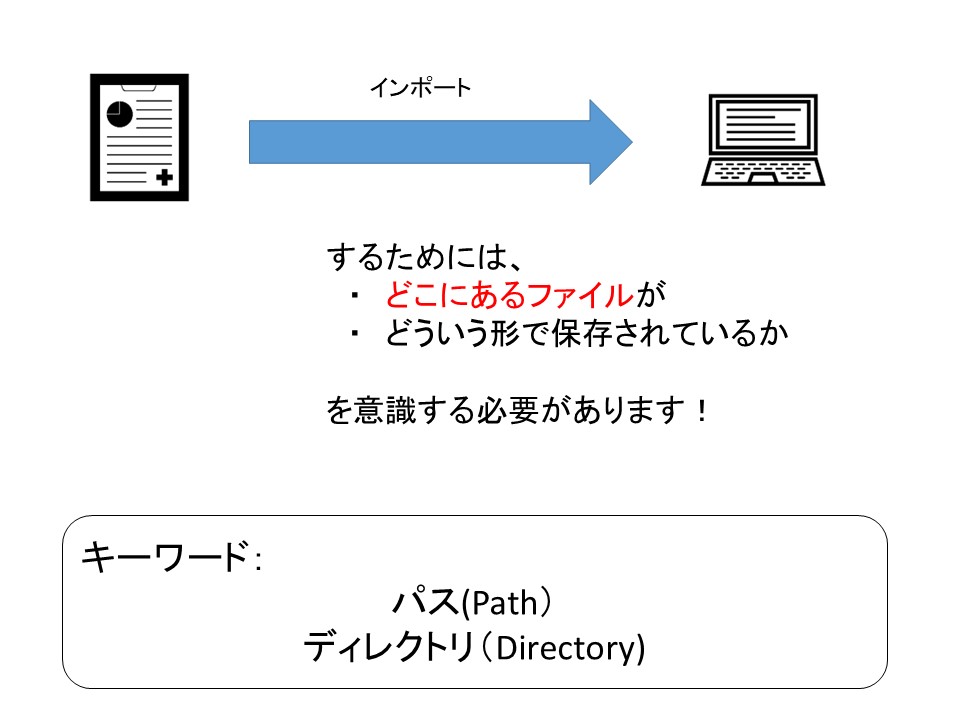 インポート
するためには、
・ どこにあるファイルが
・ どういう形で保存されているか
を意識する必要があります！
キーワード：
パス(Path）
ディレクトリ（Directory)